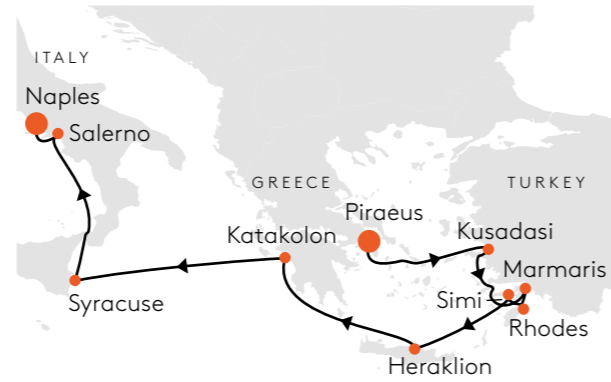 ITALY
Naples
Salerno
GREECE
TURKEY
Piraeus
Katakolon
Kusadasi
Marmaris
Simi
Syracuse
Rhodes
Heraklion